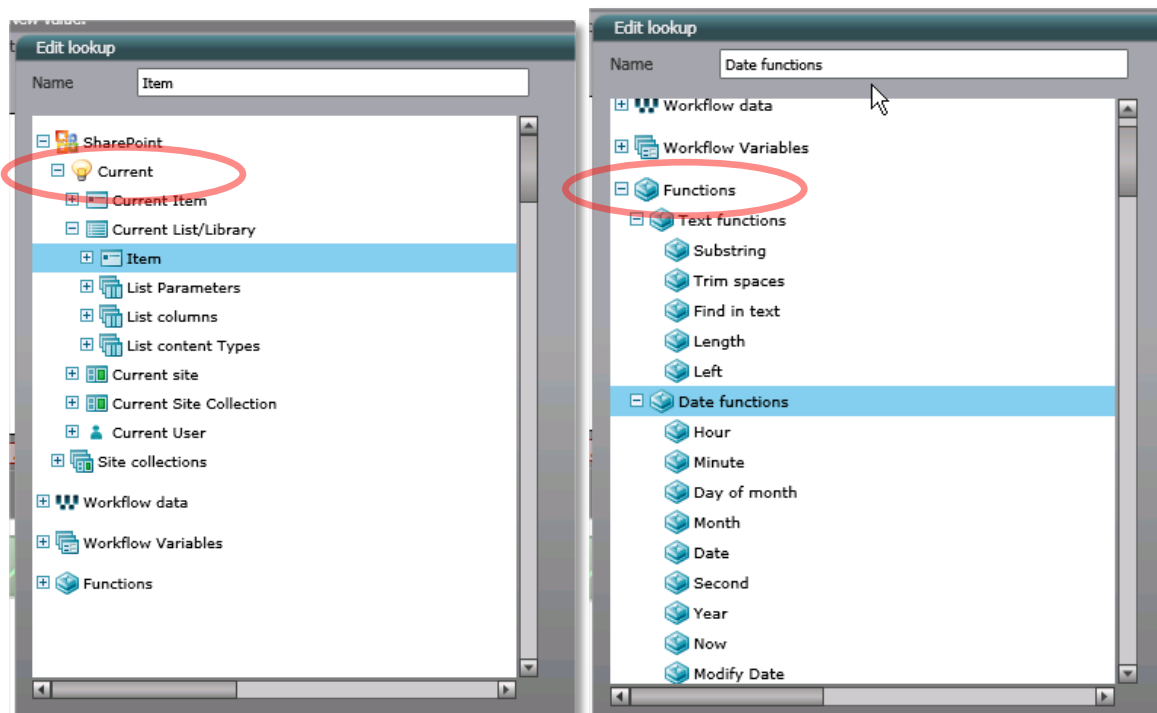 New value:
Edit lookup
Name
Item
SharePoint
Current
Current Item
Current List/Library
Item
List Parameters
List columns
List content Types
Current site
Current Site Collection
Current User
Site collections
Workflow data
Workflow Variables
Functions
Edit lookup
Name
Date functions
Workflow data
Workflow Variables
Functions
Text functions
Substring
Trim spaces
Find in text
Length
Left
Date functions
Hour
Minute
Day of month
Month
Date
Second
Year
Now
Modify Date